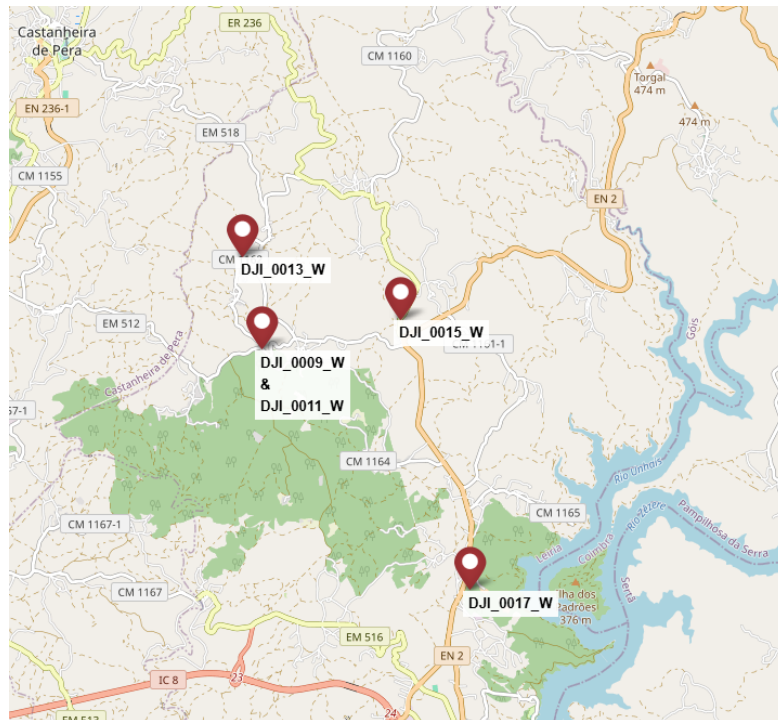 Castanheira
de Pera
ER 236
CM 1160
Torgal
474 m
474 m
EN 236-1
EM 518
CM 1155
EN 2
DJI_0013_W
DJI_0015_W
EM 512
Góis
Castanheira de Pera
DJI_0009_W
&
DJI_0011_W
CM 1164
Rio Unhais
CM 1165
Rio Zêzere
Pampilhosa da Serra
CM 1167-1
Leiria
Coimbra
Sertã
CM 1167
DJI_0017_W
376 m
EM 516
EN 2
IC 8
23
24
EM 513